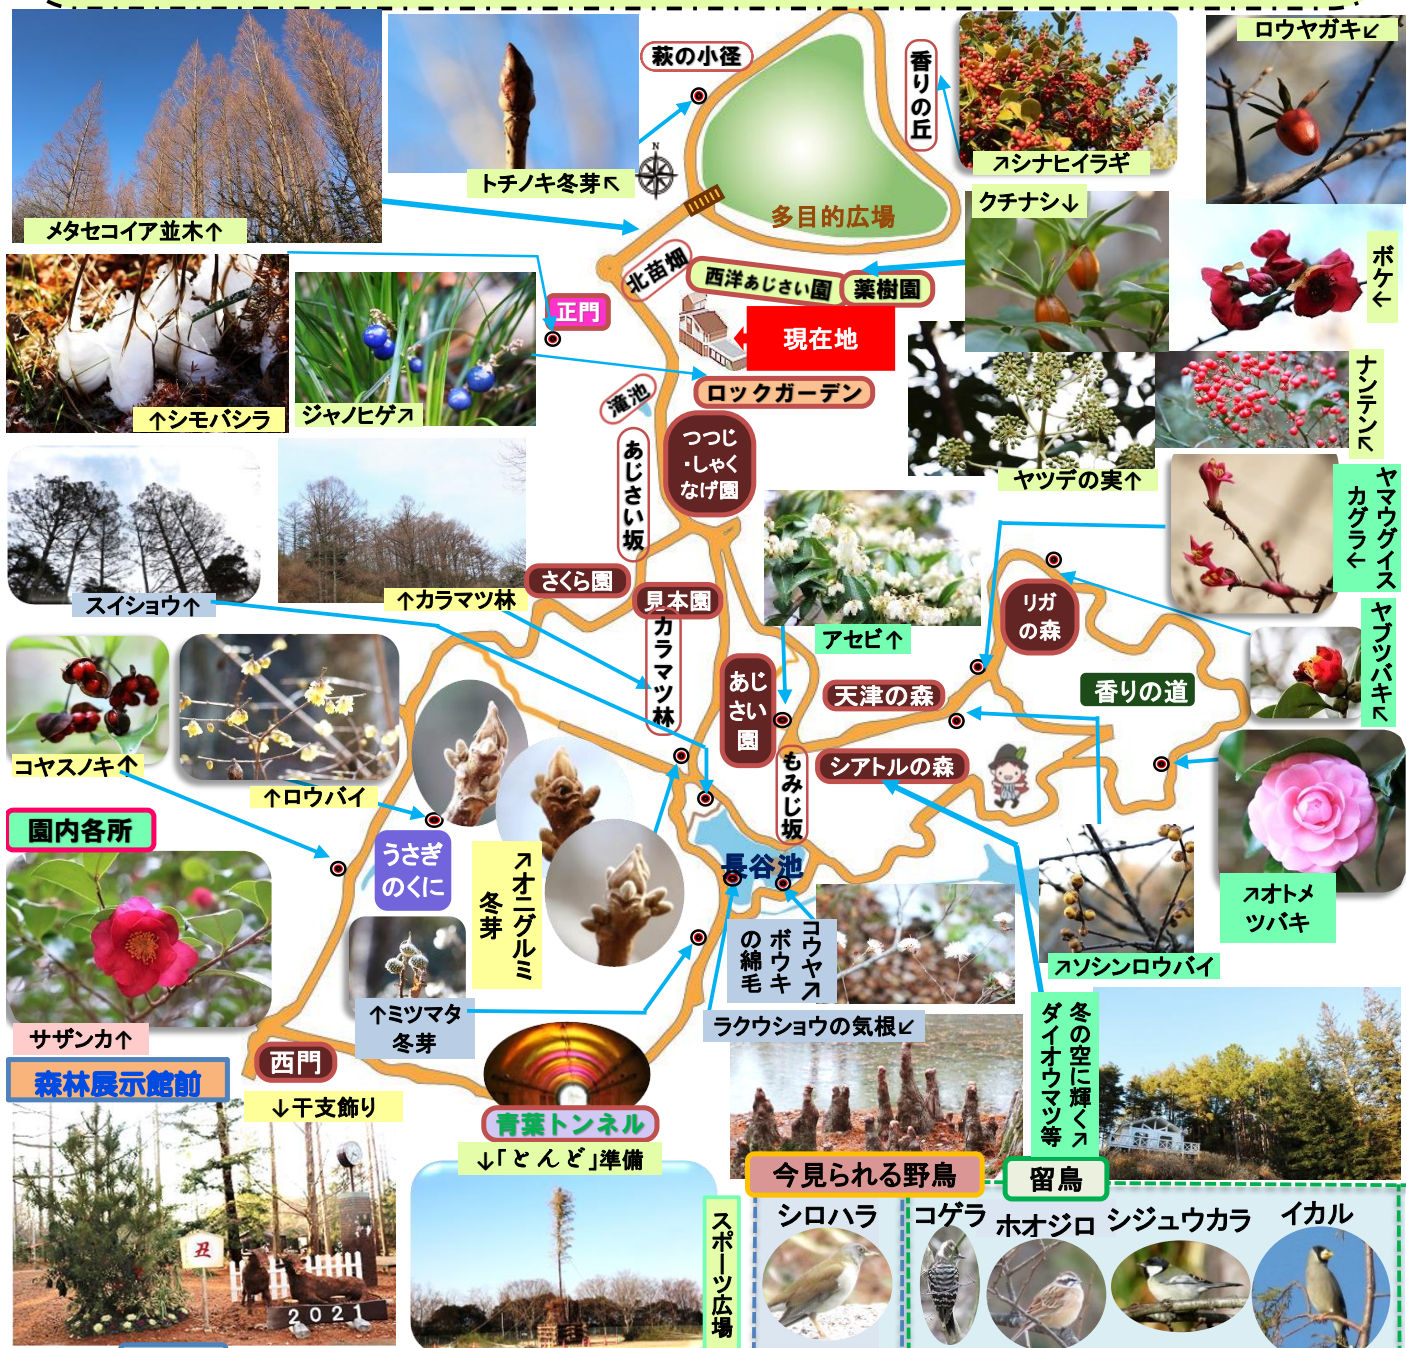 ロウヤガキ↙
萩の小径
香りの丘
N
↗シナヒイラギ
トチノキ冬芽↖
クチナシ↓
メタセコイア並木↑
多目的広場
ボケ←
北苗畑
西洋あじさい園
薬樹園
正門
現在地
ナンテン↖
↑シモバシラ
ジャノヒゲ↗
滝池
ロックガーデン
つつじ
・しゃく
なげ園
あじさい坂
ヤツデの実↑
ヤマウグイス
カグラ←
さくら園
見本園
スイショウ↑
↑カラマツ林
カラマツ林
アセビ↑
リガ
の森
ヤブツバキ↖
あじ
さい
園
天津の森
香りの道
コヤスノキ↑
↑ロウバイ
もみじ坂
シアトルの森
園内各所
うさぎ
のくに
↗オニグルミ
冬芽
長谷池
↗オトメ
ツバキ
コウヤ↗
ボウキ
の綿毛
↗ソシンロウバイ
サザンカ↑
↑ミツマタ
冬芽
ラクウショウの気根↙
冬の空に輝く↗
ダイオウマツ等
西門
森林展示館前
↓干支飾り
青葉トンネル
↓「とんど」準備
丑
2021
スポーツ広場
今見られる野鳥
留鳥
シロハラ
コゲラ
ホオジロ
シジュウカラ
イカル